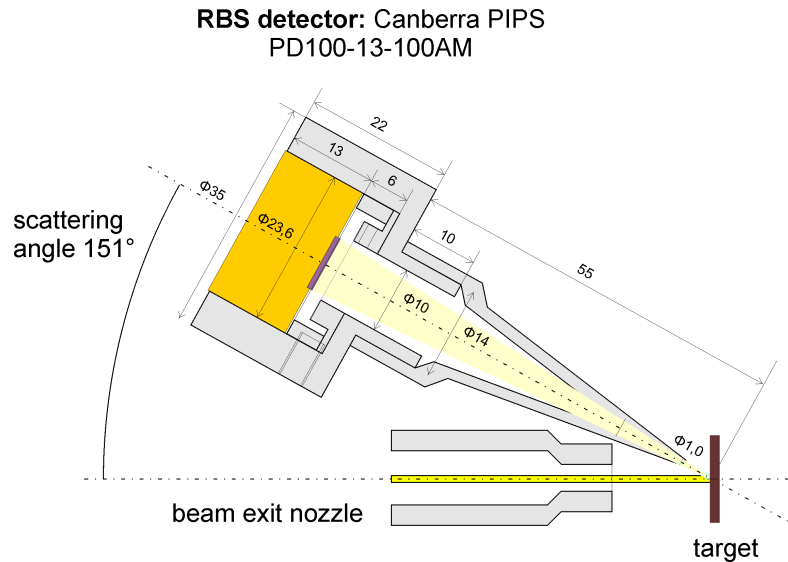 RBS detector: Canberra PIPS
PD100-13-100AM
22
13
6
Φ35
Φ23,6
10
55
scattering
angle 151°
Φ10
Φ14
Φ1,0
beam exit nozzle
target